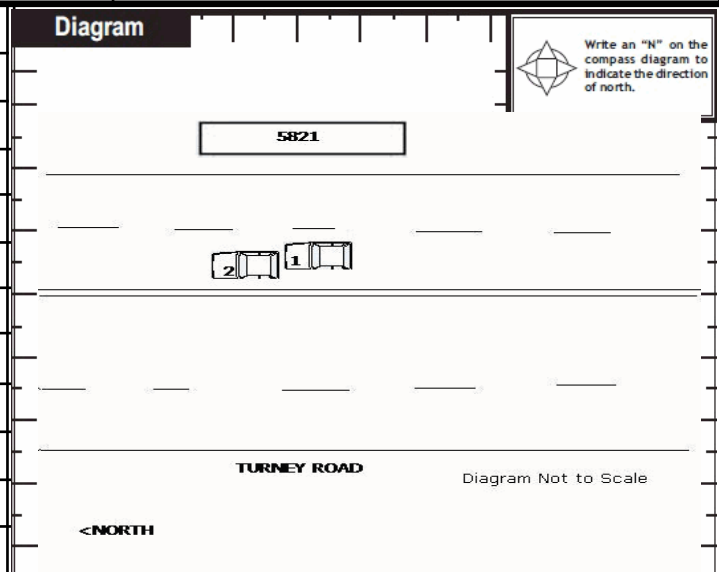 Diagram
Write an “N” on the
compass diagram to
indicate the direction
of north.
5821
1
2
TURNEY ROAD
Diagram Not to Scale
<NORTH